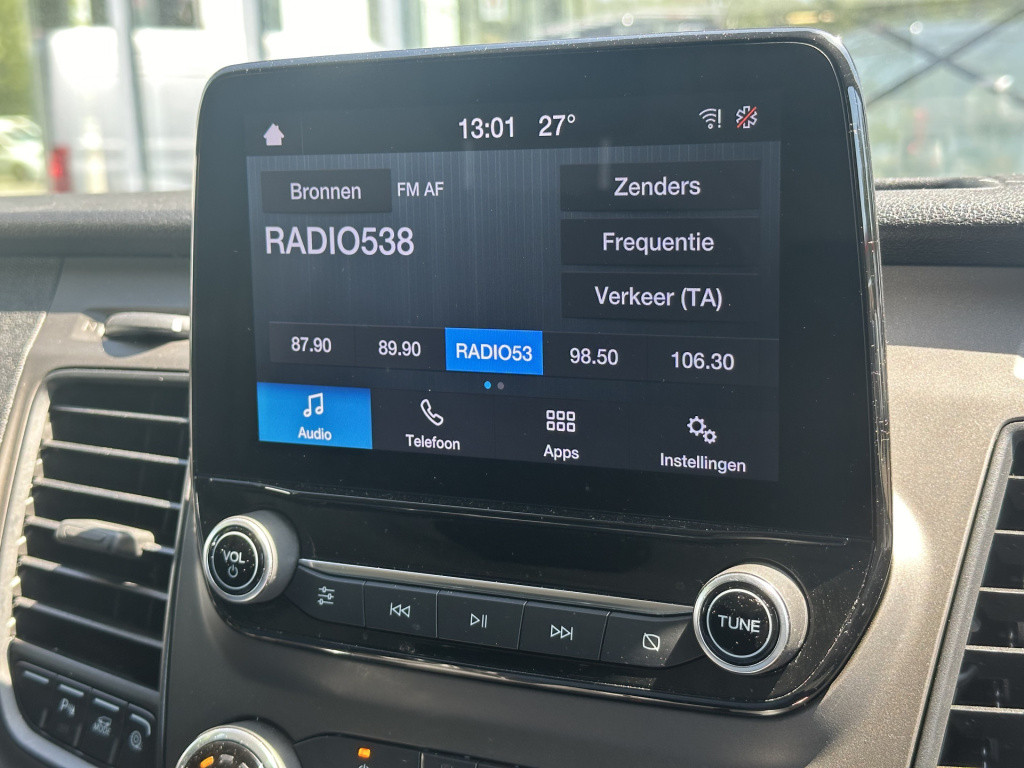 13:01 27°
Bronnen FM AF
RADIO538
Zenders
Frequentie
Verkeer (TA)
87.90 89.90 RADIO53 98.50 106.30
Audio Telefoon Apps Instellingen
VOL
TUNE
P
MODE